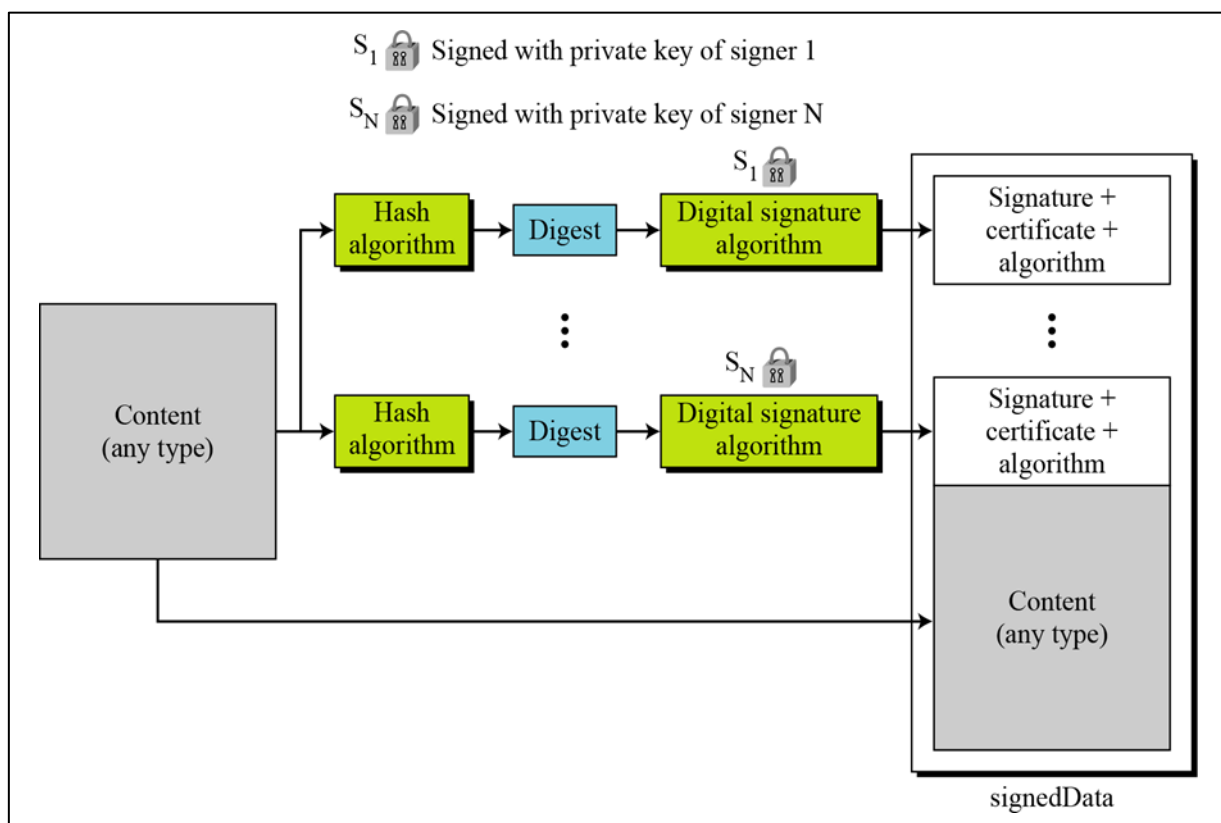 S1 Signed with private key of signer 1
SN Signed with private key of signer N
S1
Hash
algorithm
Digest
Digital signature
algorithm
Signature +
certificate +
algorithm
SN
Content
(any type)
Hash
algorithm
Digest
Digital signature
algorithm
Signature +
certificate +
algorithm
Content
(any type)
signedData